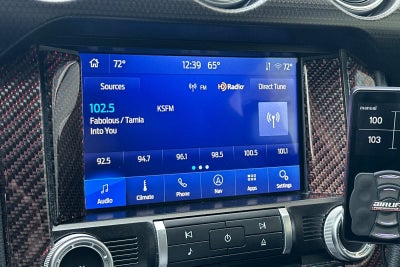 72°
12:39
65°
72°
Sources
FM
HD Radio
Direct Tune
102.5
KSFM
Fabolous / Tamia
Into You
92.5
94.7
96.1
98.5
100.5
101.1
Audio
Climate
Phone
Nav
Apps
Settings
manual
100
103
AIRLIFT